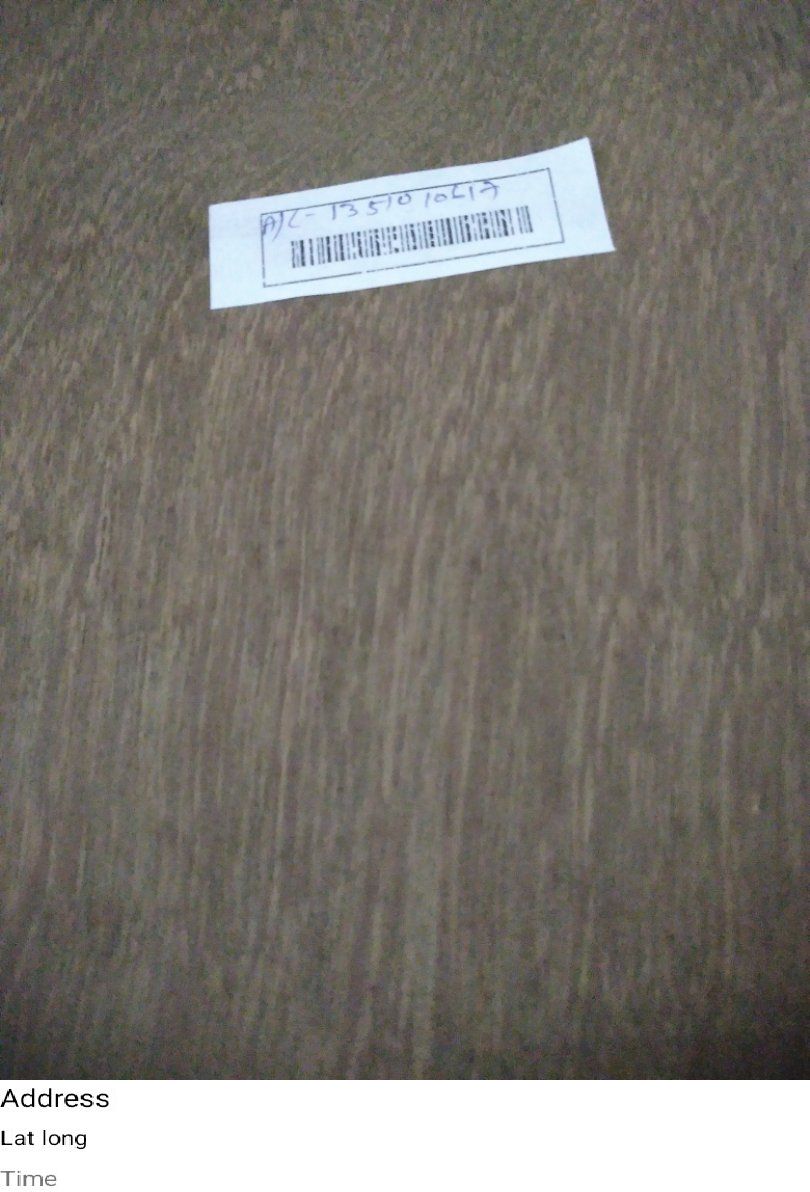 A/C- 1351010617
Address
Lat long
Time